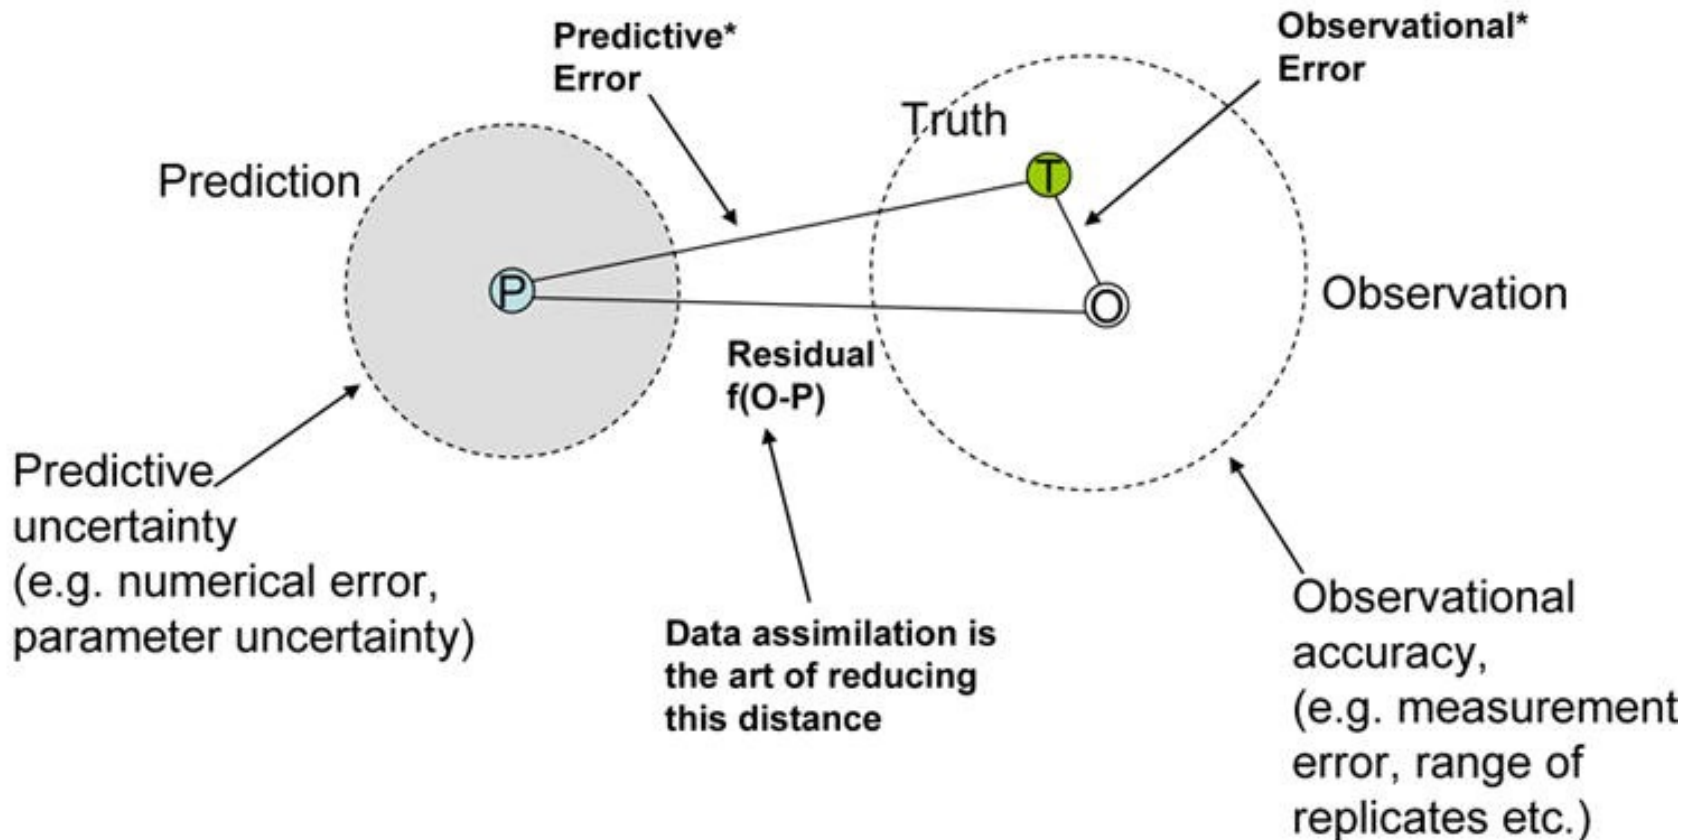 Predictive*
Error
Observational*
Error
Truth
T
Prediction
P
O
Observation
Residual
f(O-P)
Predictive
uncertainty
(e.g. numerical error,
parameter uncertainty)
Data assimilation is
the art of reducing
this distance
Observational
accuracy,
(e.g. measurement
error, range of
replicates etc.)